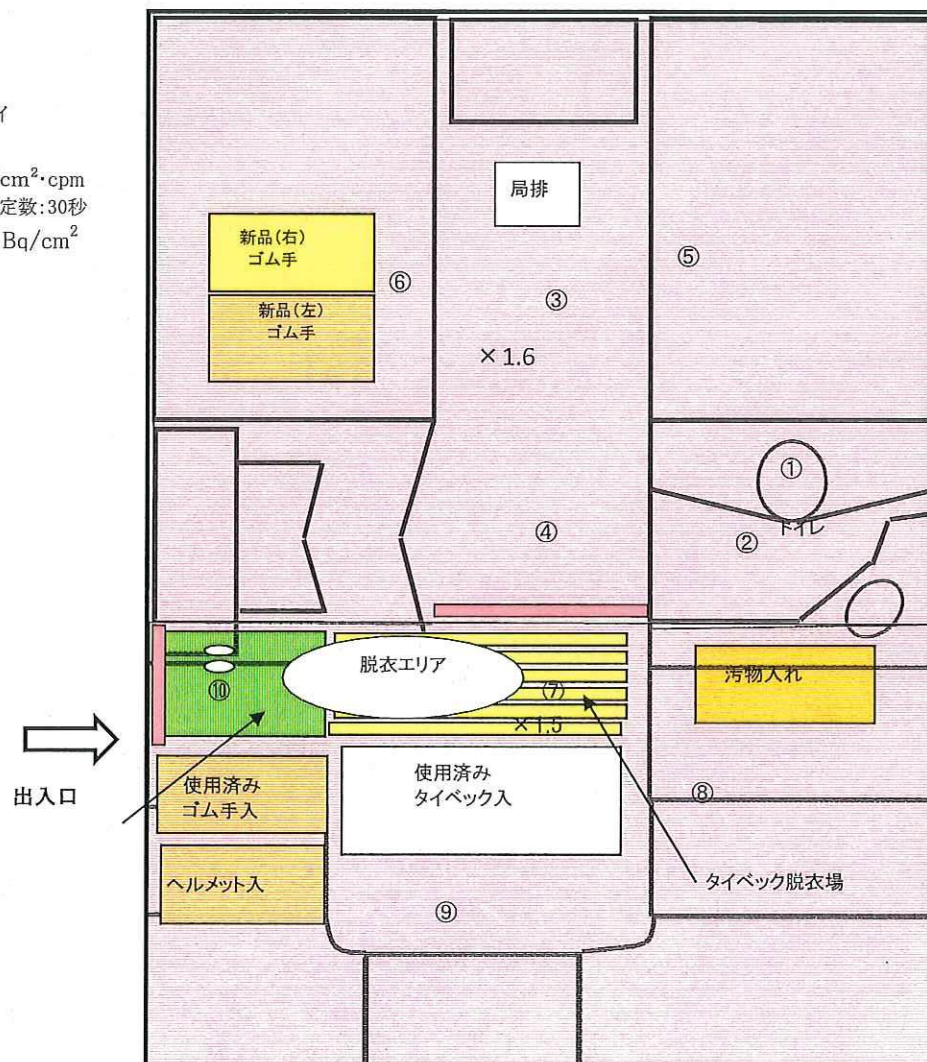 イ
cm²・cpm
定数:30秒
Bq/cm²
局排
新品(右)
ゴム手
⑥
③
⑤
新品(左)
ゴム手
×1.6
①
④
②
トイレ
脱衣エリア
⑦
⑩
汚物入れ
×1.5
出入口
使用済み
ゴム手入
使用済み
タイベック入
⑧
ヘルメット入
タイベック脱衣場
⑨